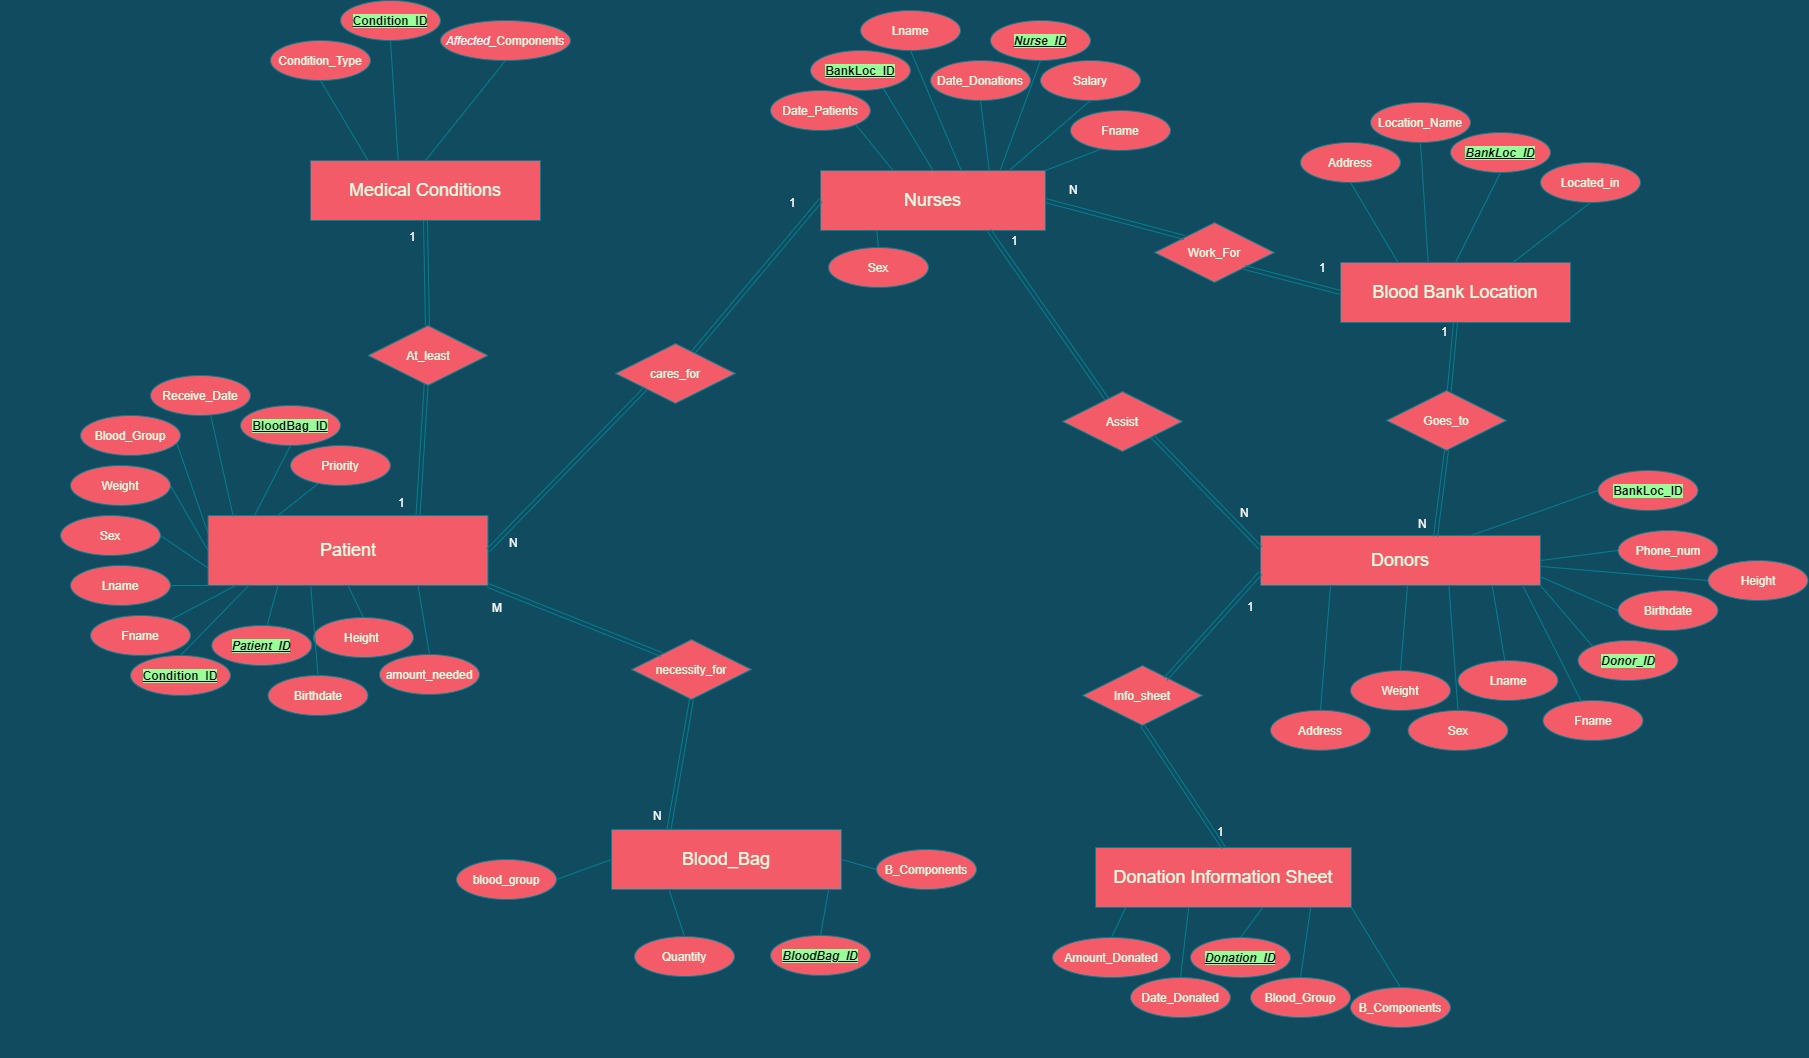 Condition_ID
Affected_Components
Condition_Type
Medical Conditions
1
At_least
1
Lname
Nurse_ID
BankLoc_ID
Date_Donations
Salary
Date_Patients
Fname
Nurses
Sex
1
N
1
Work_For
1
Location_Name
BankLoc_ID
Address
Located_in
Blood Bank Location
1
Goes_to
N
cares_for
N
Assist
N
Receive_Date
BloodBag_ID
Blood_Group
Priority
Weight
Sex
Lname
Fname
Condition_ID
Patient_ID
Height
Birthdate
amount_needed
Patient
M
necessity_for
N
BankLoc_ID
Phone_num
Height
Birthdate
Donor_ID
Lname
Weight
Fname
Address
Sex
Donors
1
Info_sheet
1
Blood_Bag
blood_group
B_Components
Quantity
BloodBag_ID
Donation Information Sheet
Amount_Donated
Donation_ID
Date_Donated
Blood_Group
B_Components